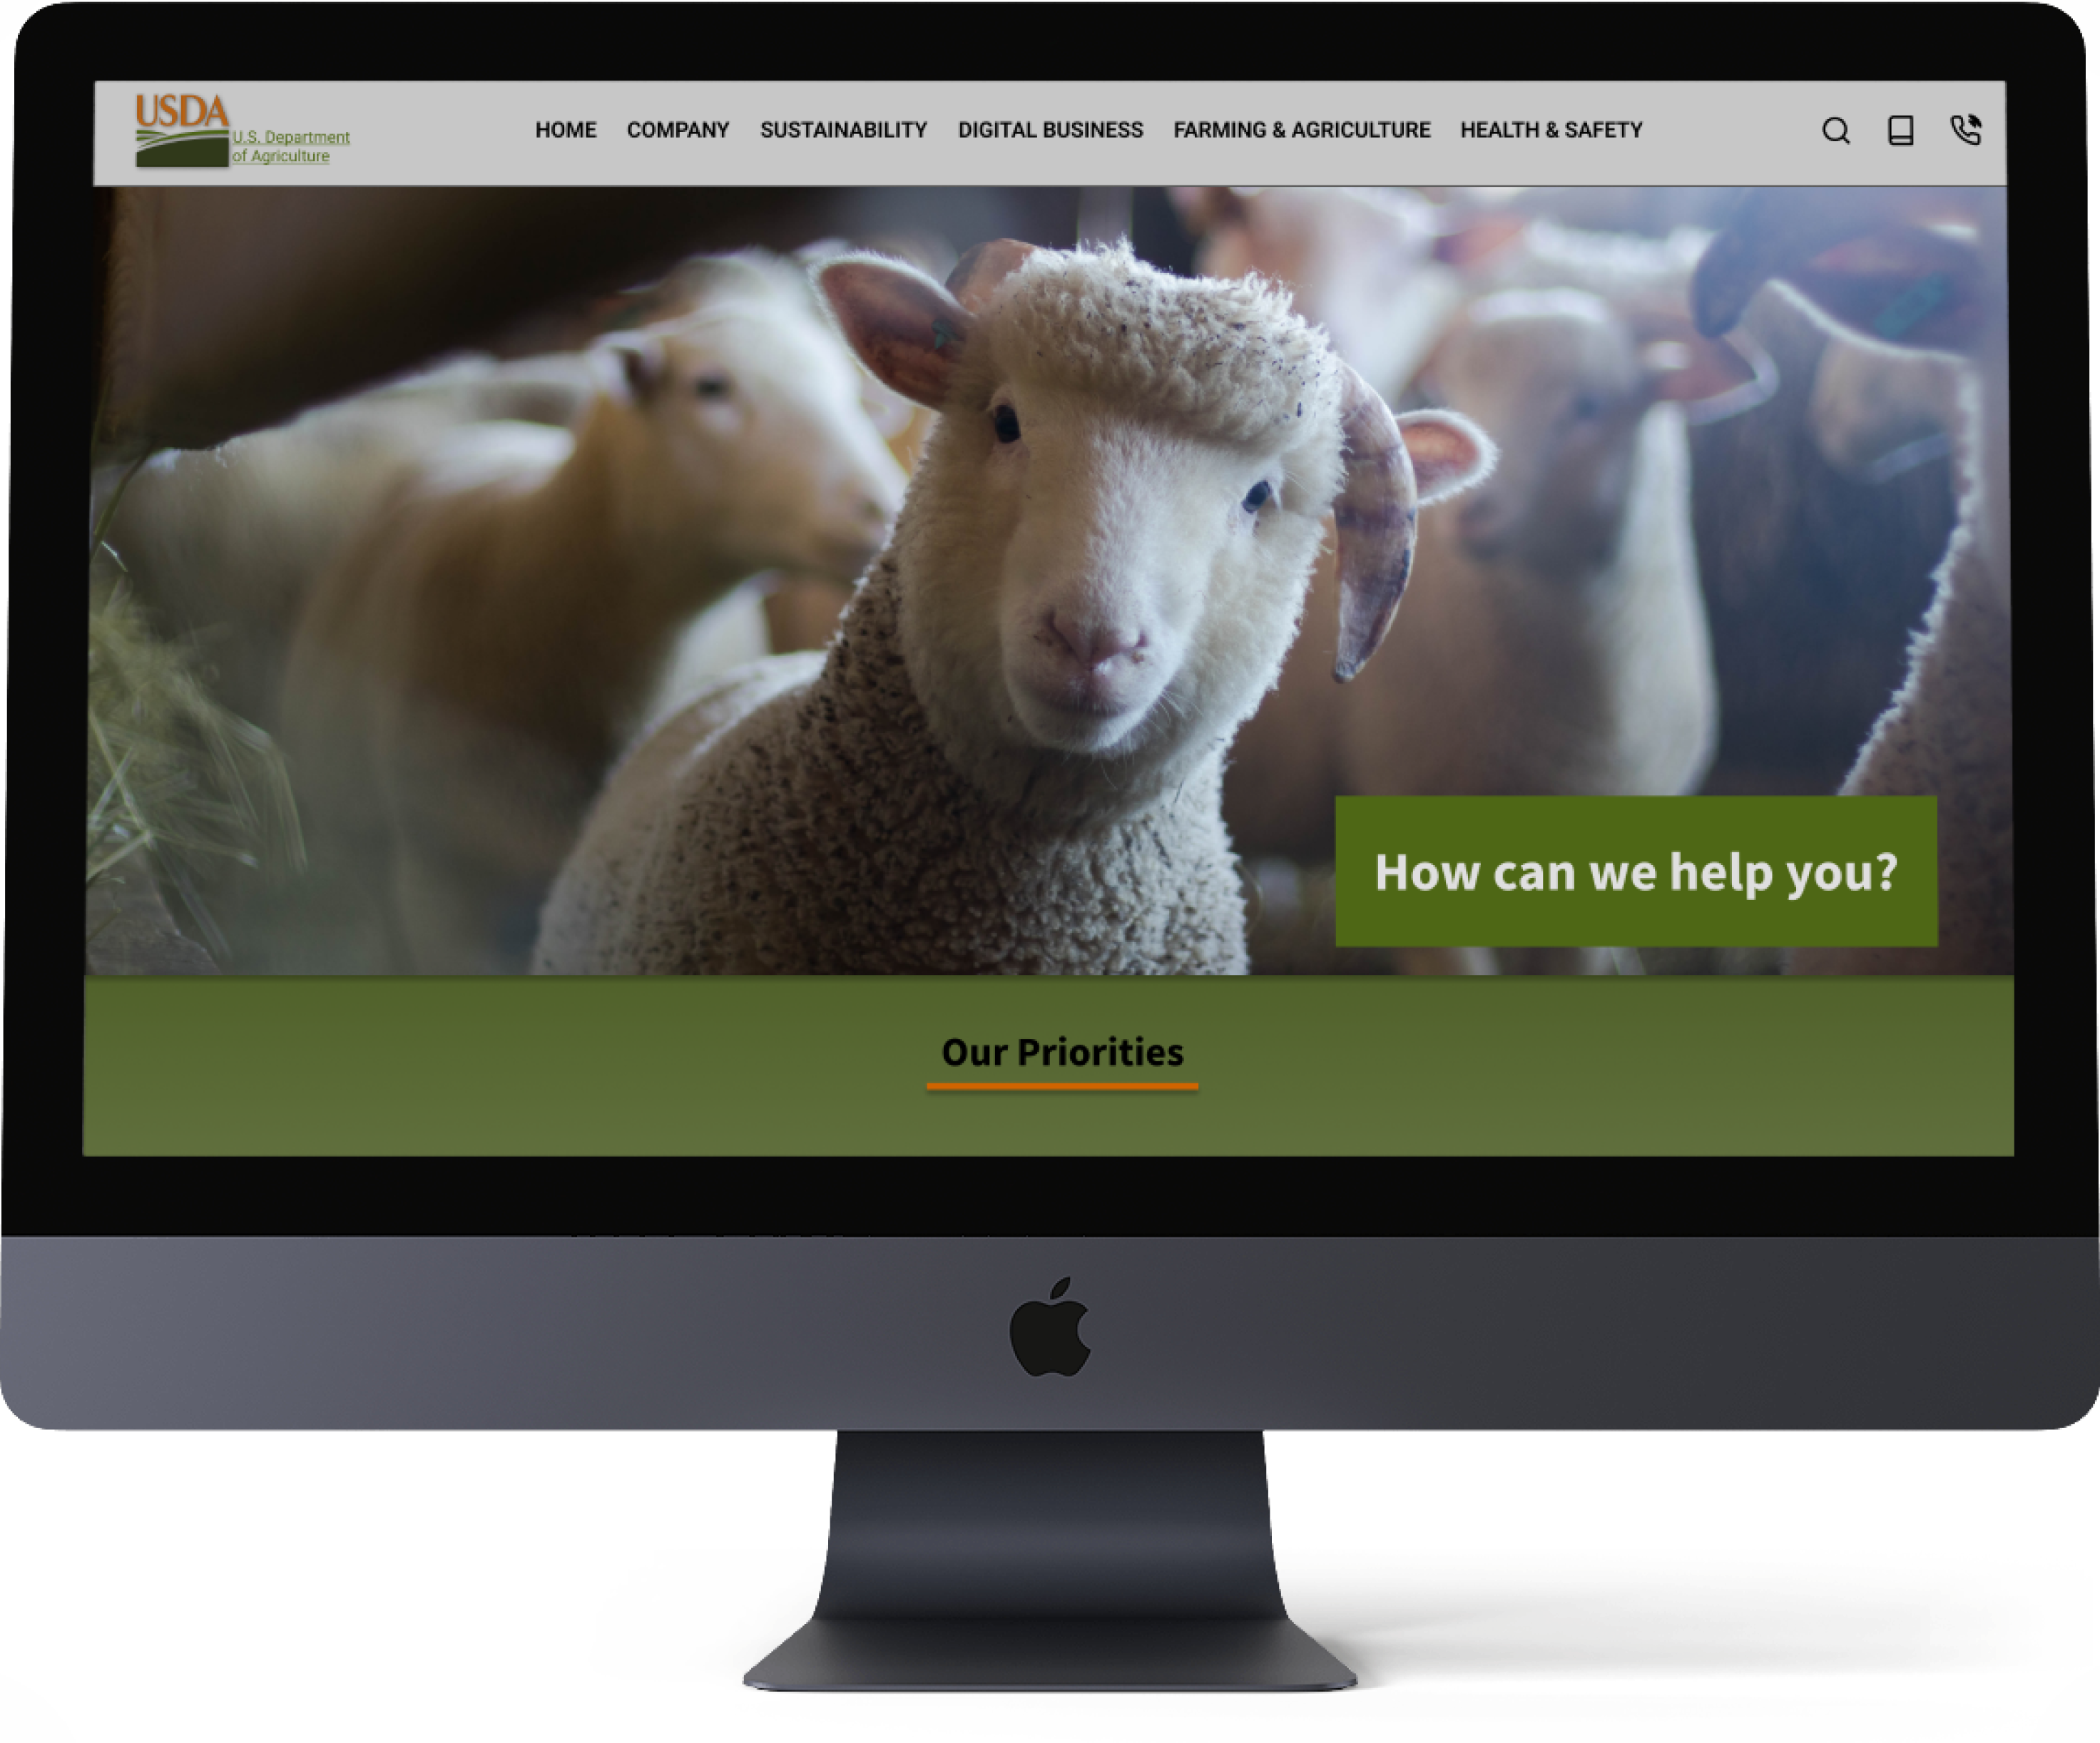 USDA
U.S. Department
of Agriculture
HOME COMPANY SUSTAINABILITY DIGITAL BUSINESS FARMING & AGRICULTURE HEALTH & SAFETY
How can we help you?
Our Priorities